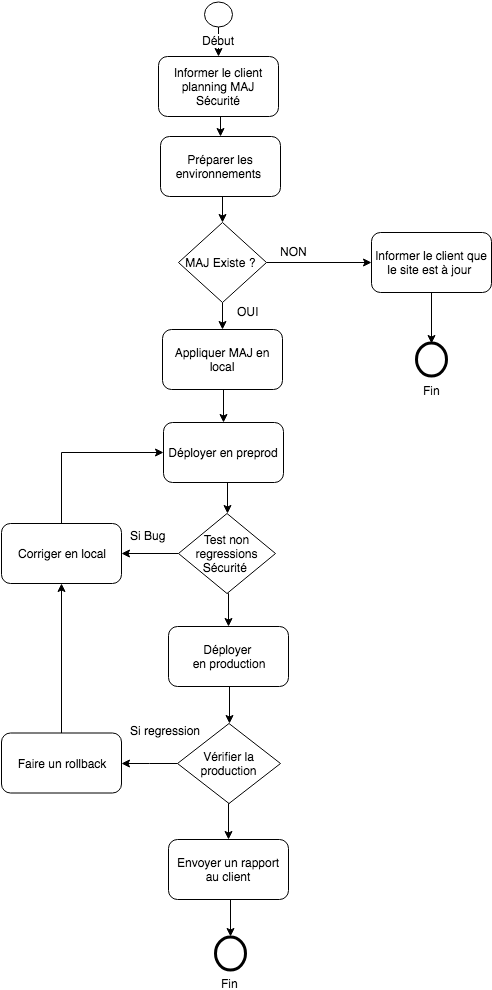 Début
Informer le client
planning MAJ
Sécurité
Préparer les
environnements
MAJ Existe ?
NON
Informer le client que
le site est à jour
OUI
Fin
Appliquer MAJ en
local
Déployer en preprod
Si Bug
Test non
regressions
Sécurité
Corriger en local
Déployer
en production
Si regression
Vérifier la
production
Faire un rollback
Envoyer un rapport
au client
Fin